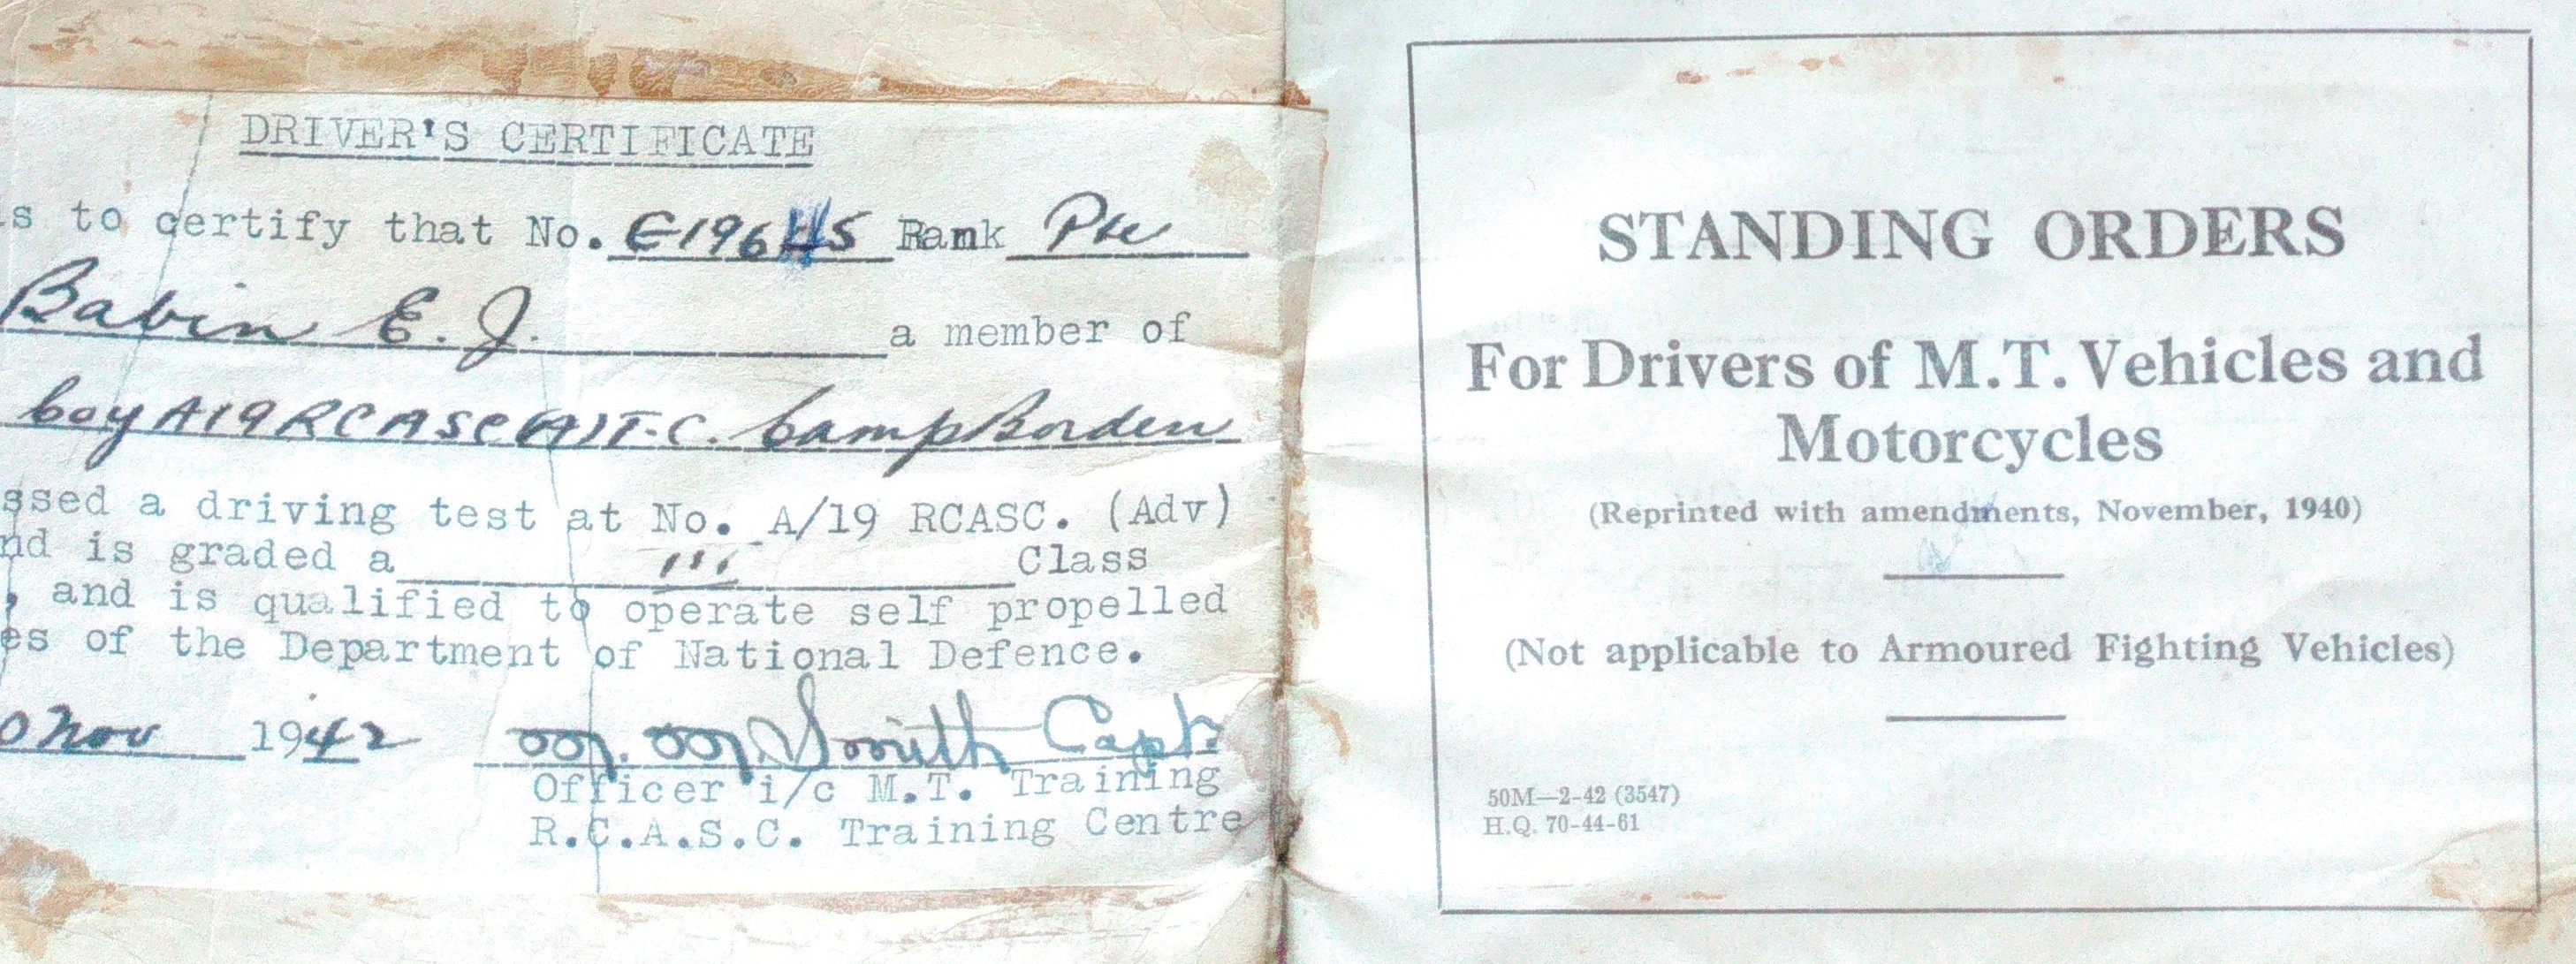 DRIVER'S CERTIFICATE
is to certify that No. E19645 Rank Pte
Babin E. J. a member of
Coy A19 RCASC (A) T.C. Camp Borden
ssed a driving test at No. A/19 RCASC. (Adv)
nd is graded a III Class
, and is qualified to operate self propelled
es of the Department of National Defence.
0 Nov 1942 M. M. Smith Capt.
Officer i/c M.T. Training
R.C.A.S.C. Training Centre
STANDING ORDERS
For Drivers of M.T. Vehicles and
Motorcycles
(Reprinted with amendments, November, 1940)
(Not applicable to Armoured Fighting Vehicles)
50M—2-42 (3547)
H.Q. 70-44-61